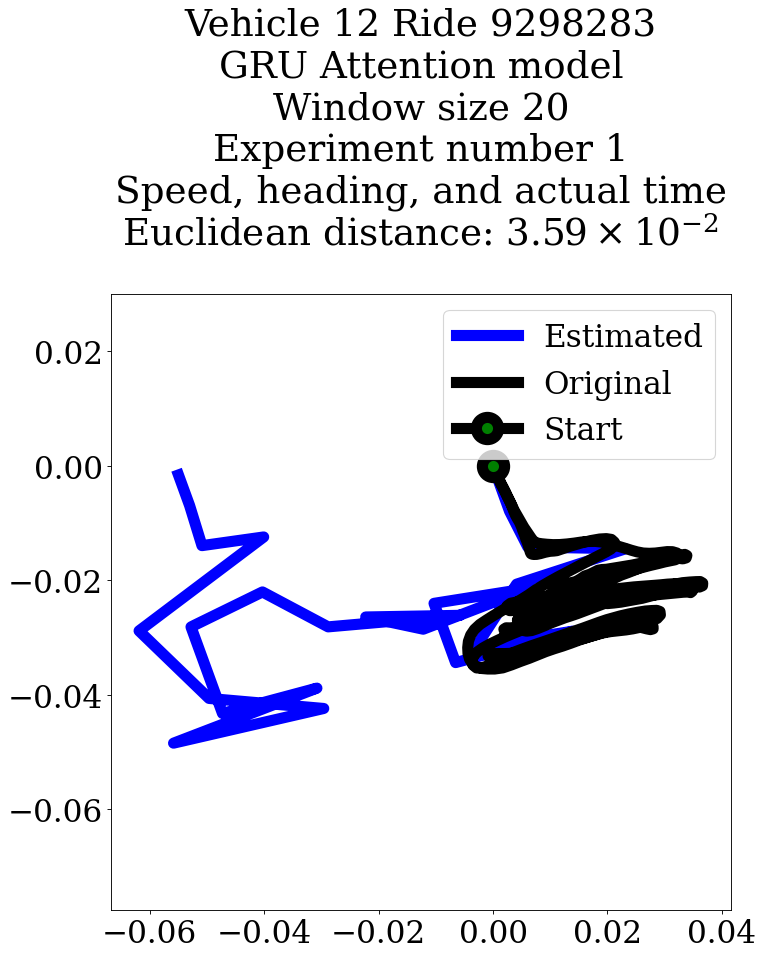 Vehicle 12 Ride 9298283
GRU Attention model
Window size 20
Experiment number 1
Speed, heading, and actual time
Euclidean distance: 3.59 × 10⁻²
Estimated
Original
Start
0.02
0.00
−0.02
−0.04
−0.06
−0.06 −0.04 −0.02 0.00 0.02 0.04